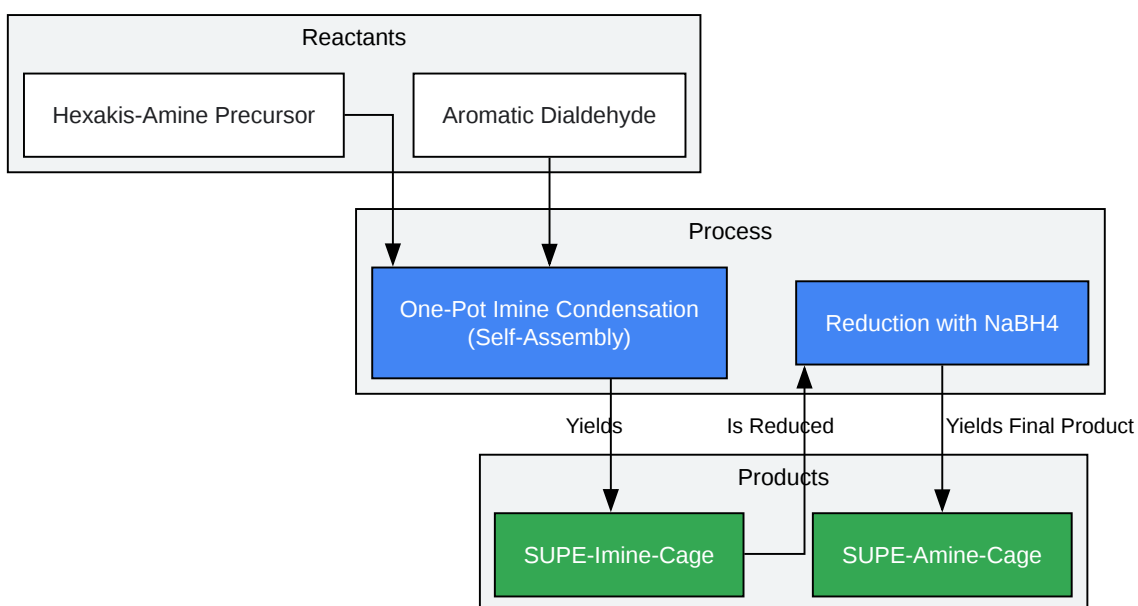 Reactants
Hexakis-Amine Precursor
Aromatic Dialdehyde
Process
One-Pot Imine Condensation
(Self-Assembly)
Reduction with NaBH4
Yields
Is Reduced
Yields Final Product
Products
SUPE-Imine-Cage
SUPE-Amine-Cage